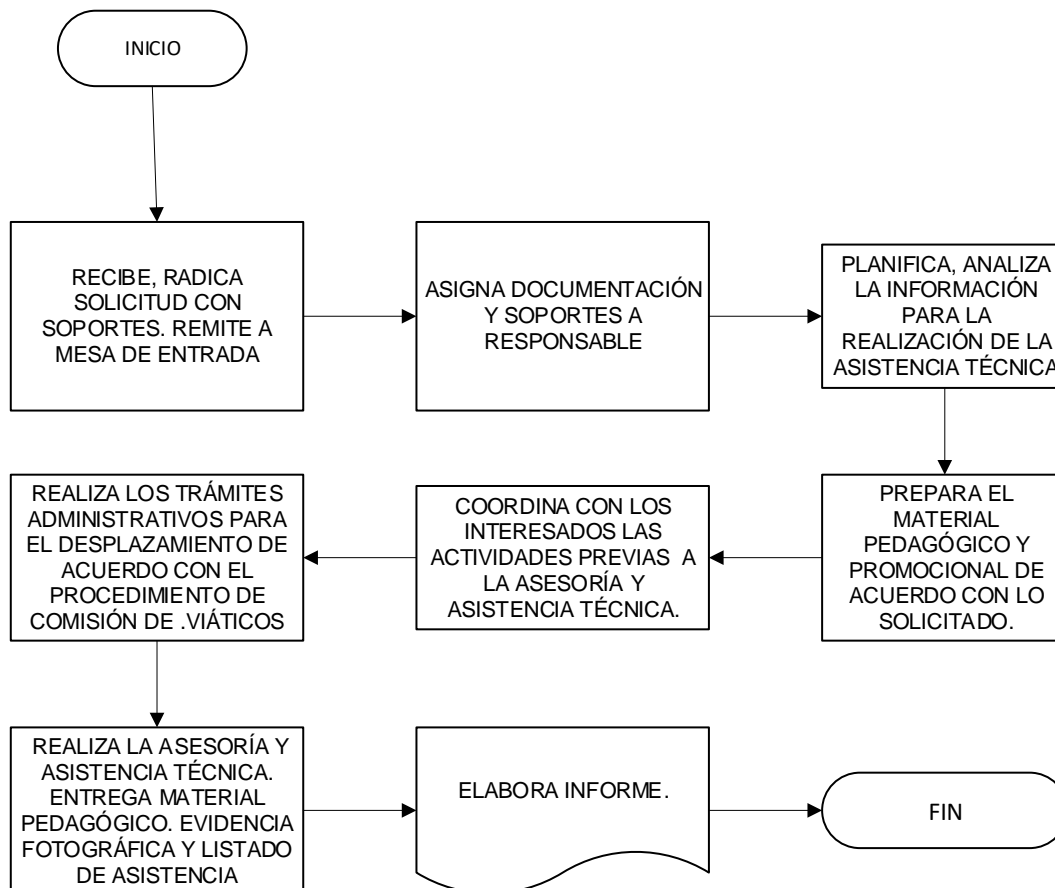 INICIO
RECIBE, RADICA
SOLICITUD CON
SOPORTES. REMITE A
MESA DE ENTRADA
ASIGNA DOCUMENTACIÓN
Y SOPORTES A
RESPONSABLE
PLANIFICA, ANALIZA
LA INFORMACIÓN
PARA LA
REALIZACIÓN DE LA
ASISTENCIA TÉCNICA
PREPARA EL
MATERIAL
PEDAGÓGICO Y
PROMOCIONAL DE
ACUERDO CON LO
SOLICITADO.
COORDINA CON LOS
INTERESADOS LAS
ACTIVIDADES PREVIAS A
LA ASESORÍA Y
ASISTENCIA TÉCNICA.
REALIZA LOS TRÁMITES
ADMINISTRATIVOS PARA
EL DESPLAZAMIENTO DE
ACUERDO CON EL
PROCEDIMIENTO DE
COMISIÓN DE .VIÁTICOS
REALIZA LA ASESORÍA Y
ASISTENCIA TÉCNICA.
ENTREGA MATERIAL
PEDAGÓGICO. EVIDENCIA
FOTOGRÁFICA Y LISTADO
DE ASISTENCIA
ELABORA INFORME.
FIN